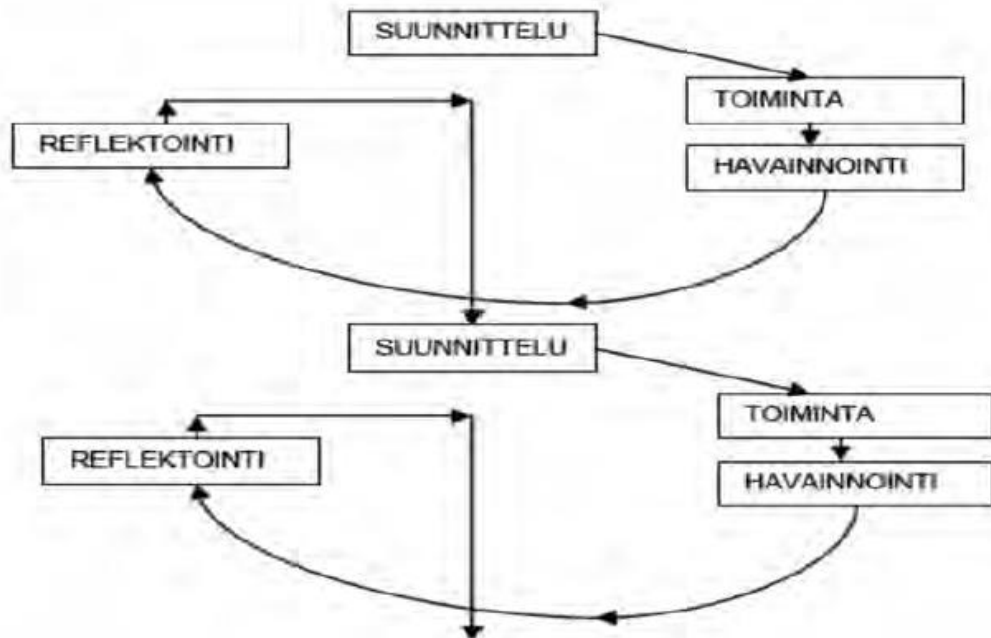 SUUNNITTELU
TOIMINTA
REFLEKTOINTI
HAVAINNOINTI
SUUNNITTELU
TOIMINTA
REFLEKTOINTI
HAVAINNOINTI